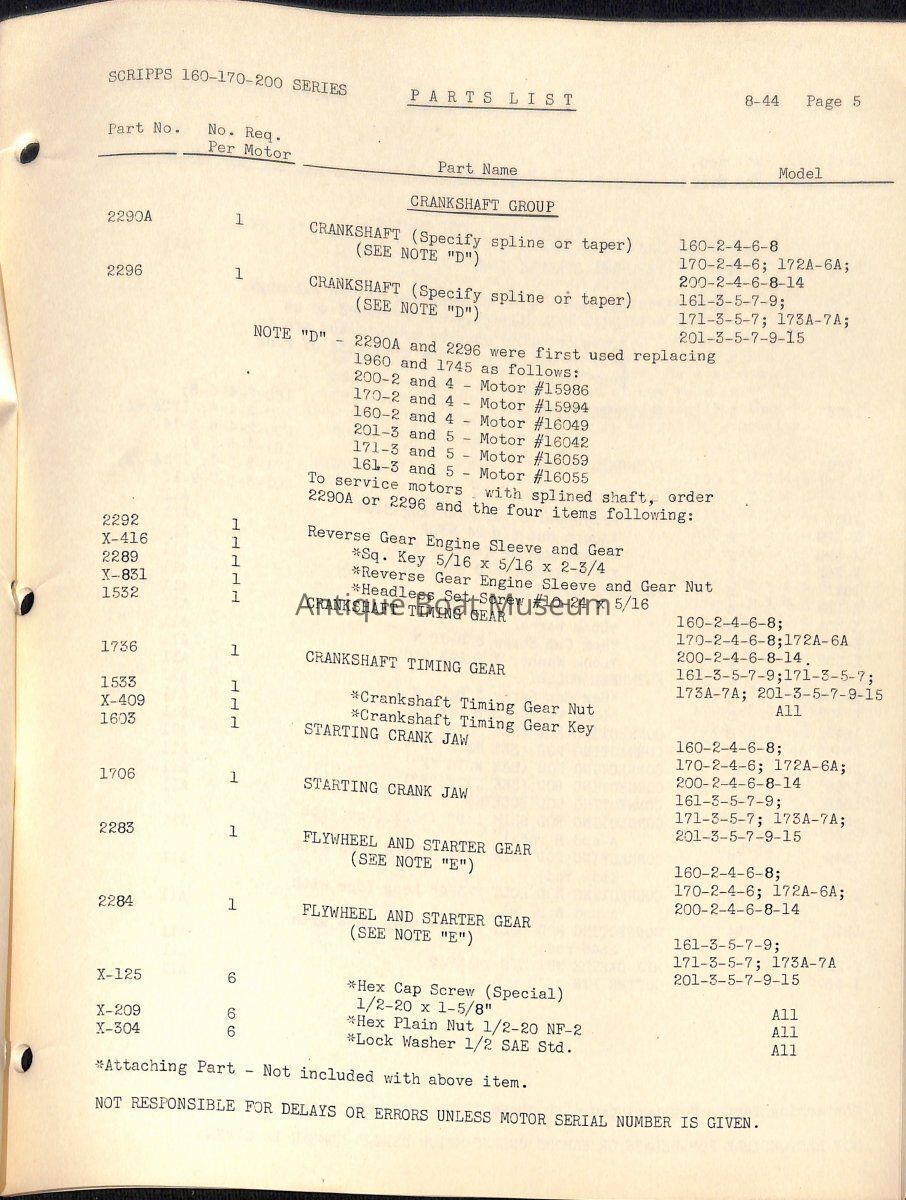 SCRIPPS 160-170-200 SERIES
P A R T S L I S T
8-44 Page 5
Part No. No. Req. Per Motor Part Name Model
CRANKSHAFT GROUP
2290A 1 CRANKSHAFT (Specify spline or taper) 160-2-4-6-8
(SEE NOTE "D") 170-2-4-6; 172A-6A;
200-2-4-6-8-14
2296 1 CRANKSHAFT (Specify spline or taper) 161-3-5-7-9;
(SEE NOTE "D") 171-3-5-7; 173A-7A;
201-3-5-7-9-15
NOTE "D" - 2290A and 2296 were first used replacing
1960 and 1745 as follows:
200-2 and 4 - Motor #15986
170-2 and 4 - Motor #15994
160-2 and 4 - Motor #16049
201-3 and 5 - Motor #16042
171-3 and 5 - Motor #16059
161-3 and 5 - Motor #16055
To service motors with splined shaft, order
2290A or 2296 and the four items following:
2292 1 Reverse Gear Engine Sleeve and Gear
X-416 1 *Sq. Key 5/16 x 5/16 x 2-3/4
2289 1 *Reverse Gear Engine Sleeve and Gear Nut
X-831 1 *Headless Set Screw #10-24 x 5/16
Antique Boat Museum
1532 1 CRANKSHAFT TIMING GEAR 160-2-4-6-8;
170-2-4-6-8;172A-6A
200-2-4-6-8-14.
1736 1 CRANKSHAFT TIMING GEAR 161-3-5-7-9;171-3-5-7;
173A-7A; 201-3-5-7-9-15
1533 1 *Crankshaft Timing Gear Nut All
X-409 1 *Crankshaft Timing Gear Key
1603 1 STARTING CRANK JAW 160-2-4-6-8;
170-2-4-6; 172A-6A;
200-2-4-6-8-14
1706 1 STARTING CRANK JAW 161-3-5-7-9;
171-3-5-7; 173A-7A;
201-3-5-7-9-15
2283 1 FLYWHEEL AND STARTER GEAR
(SEE NOTE "E") 160-2-4-6-8;
170-2-4-6; 172A-6A;
200-2-4-6-8-14
2284 1 FLYWHEEL AND STARTER GEAR
(SEE NOTE "E") 161-3-5-7-9;
171-3-5-7; 173A-7A
201-3-5-7-9-15
X-125 6 *Hex Cap Screw (Special)
1/2-20 x 1-5/8" All
X-209 6 *Hex Plain Nut 1/2-20 NF-2 All
X-304 6 *Lock Washer 1/2 SAE Std. All
*Attaching Part - Not included with above item.
NOT RESPONSIBLE FOR DELAYS OR ERRORS UNLESS MOTOR SERIAL NUMBER IS GIVEN.